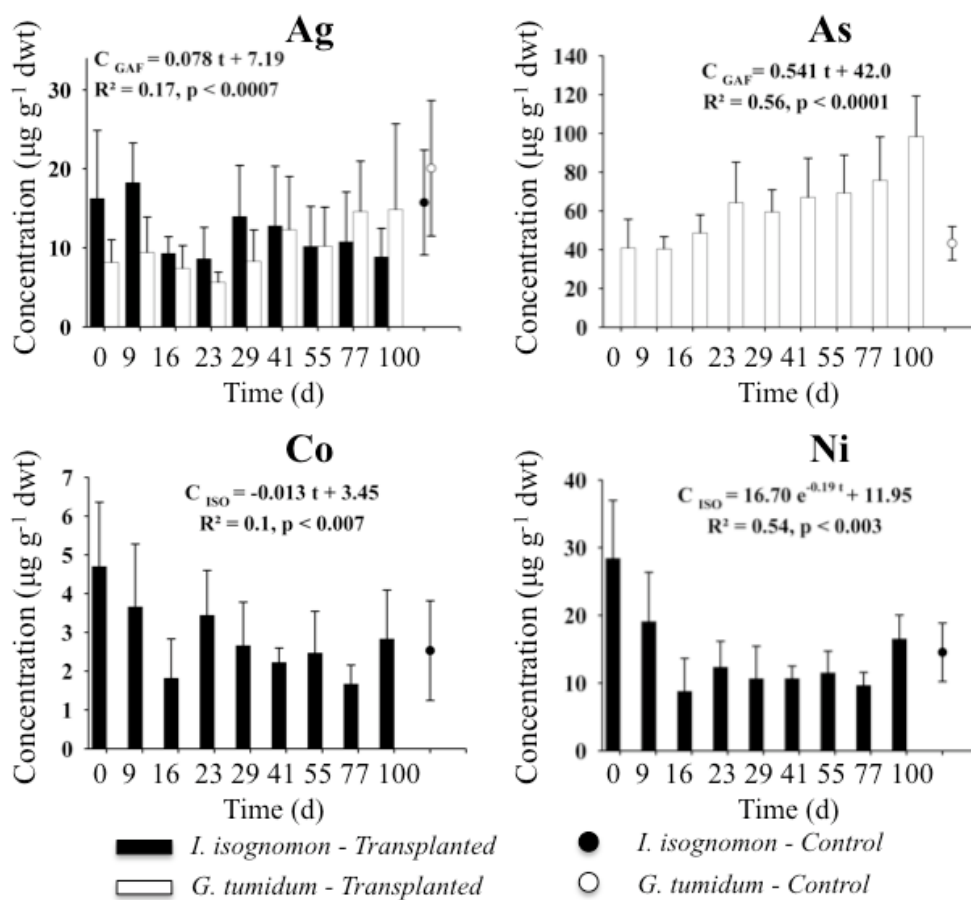 Ag
C GAF = 0.078 t + 7.19
R² = 0.17, p < 0.0007
Concentration (µg g⁻¹ dwt)
30
20
10
0
0 9 16 23 29 41 55 77 100
Time (d)
As
C GAF = 0.541 t + 42.0
R² = 0.56, p < 0.0001
Concentration (µg g⁻¹ dwt)
140
120
100
80
60
40
20
0
0 9 16 23 29 41 55 77 100
Time (d)
Co
C ISO = -0.013 t + 3.45
R² = 0.1, p < 0.007
Concentration (µg g⁻¹ dwt)
7
6
5
4
3
2
1
0
0 9 16 23 29 41 55 77 100
Time (d)
Ni
C ISO = 16.70 e⁻⁰·¹⁹ ᵗ + 11.95
R² = 0.54, p < 0.003
Concentration (µg g⁻¹ dwt)
40
30
20
10
0
0 9 16 23 29 41 55 77 100
Time (d)
I. isognomon - Transplanted
G. tumidum - Transplanted
I. isognomon - Control
G. tumidum - Control